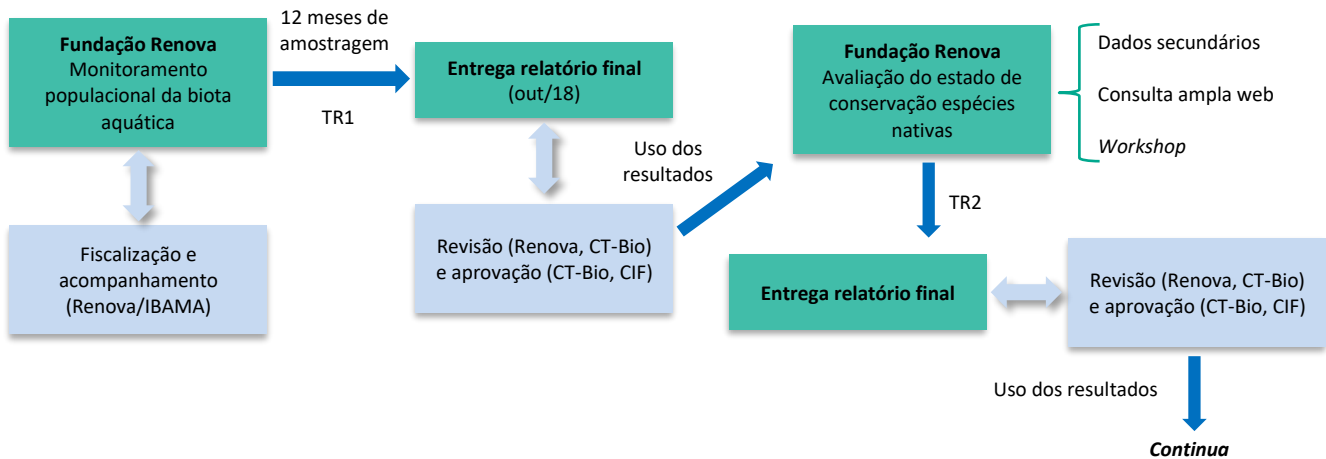 Fundação Renova
Monitoramento
populacional da biota
aquática
12 meses de
amostragem
TR1
Entrega relatório final
(out/18)
Fiscalização e
acompanhamento
(Renova/IBAMA)
Revisão (Renova, CT-Bio)
e aprovação (CT-Bio, CIF)
Uso dos
resultados
Fundação Renova
Avaliação do estado de
conservação espécies
nativas
Dados secundários
Consulta ampla web
Workshop
TR2
Entrega relatório final
Revisão (Renova, CT-Bio)
e aprovação (CT-Bio, CIF)
Uso dos resultados
Continua